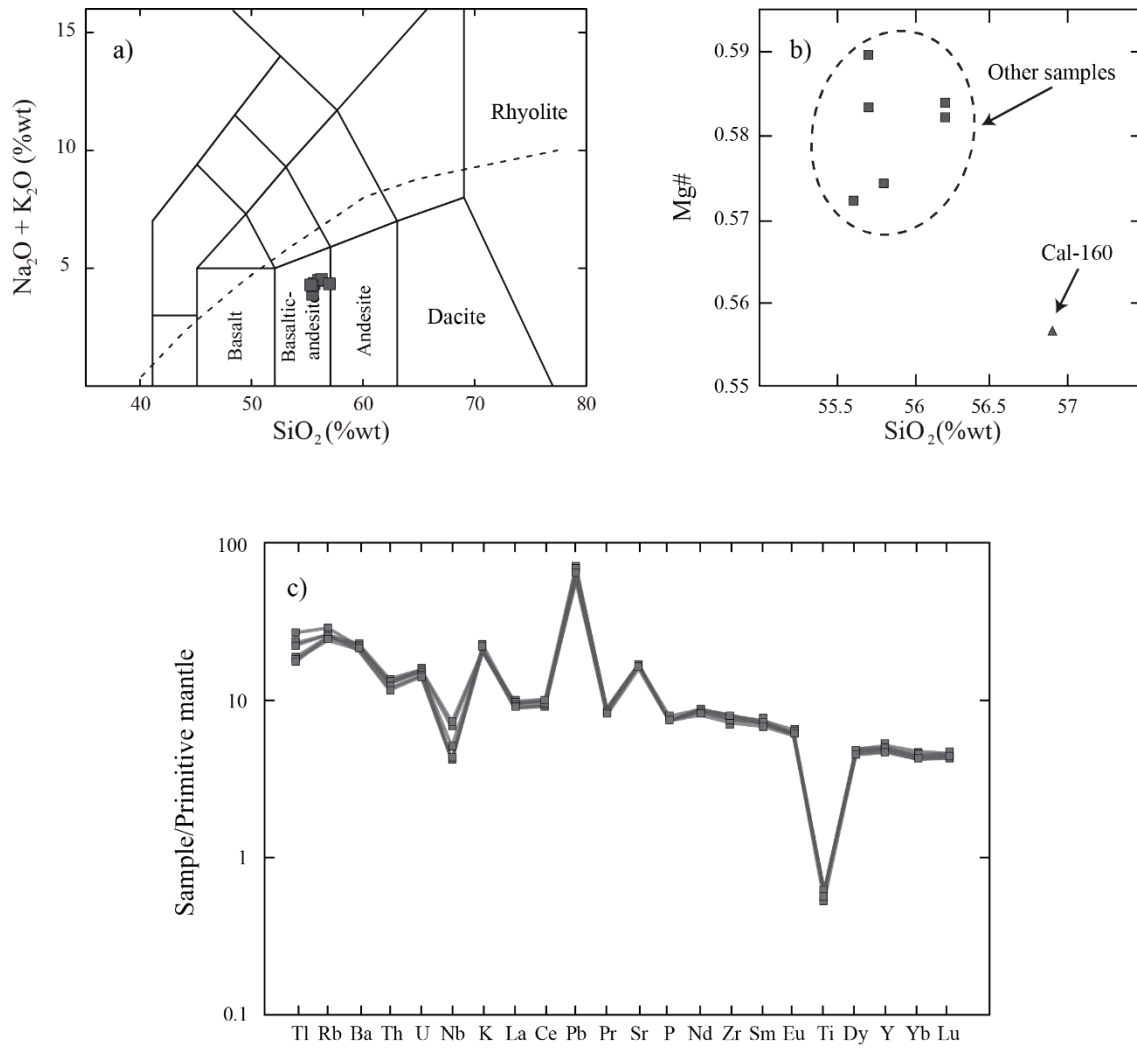 a)
15
10
5
Na₂O + K₂O (%wt)
Rhyolite
Basalt
Basaltic-
andesite
Andesite
Dacite
40
50
60
70
80
SiO₂(%wt)
b)
0.59
0.58
0.57
0.56
0.55
Mg#
Other samples
Cal-160
55.5
56
56.5
57
SiO₂(%wt)
c)
100
10
1
0.1
Sample/Primitive mantle
Tl Rb Ba Th U Nb K La Ce Pb Pr Sr P Nd Zr Sm Eu Ti Dy Y Yb Lu